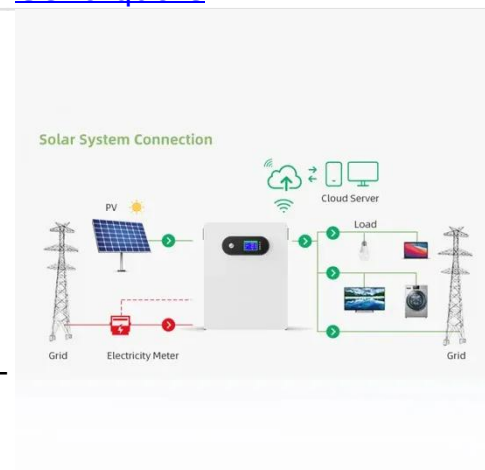 Solar System Connection
Cloud Server
PV
Load
Grid
Electricity Meter
Grid